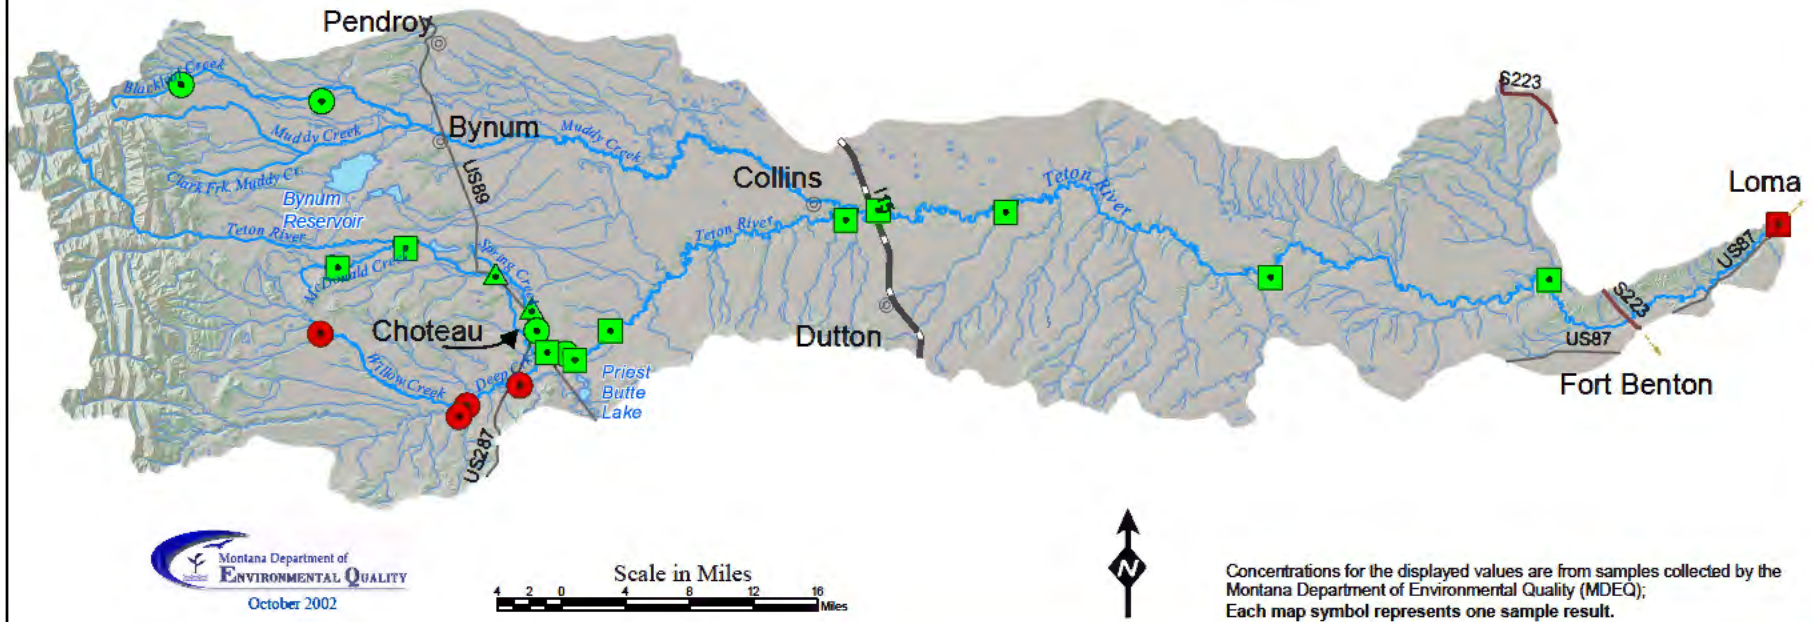 Pendroy
S223
Blackleaf Creed
Muddy Creek
Bynum
Muddy Creek
Clark Frk. Muddy Cr.
US89
Collins
Teton River
Loma
Bynum
Reservoir
I15
Teton River
Teton River
US87
Spring Creek
McDonald Creek
S223
Choteau
Dutton
US87
Willow Creek
Deep C
Priest
Butte
Lake
Fort Benton
US287
Montana Department of
ENVIRONMENTAL QUALITY
October 2002
Scale in Miles
4 2 0 4 8 12 16
Miles
N
Concentrations for the displayed values are from samples collected by the
Montana Department of Environmental Quality (MDEQ);
Each map symbol represents one sample result.